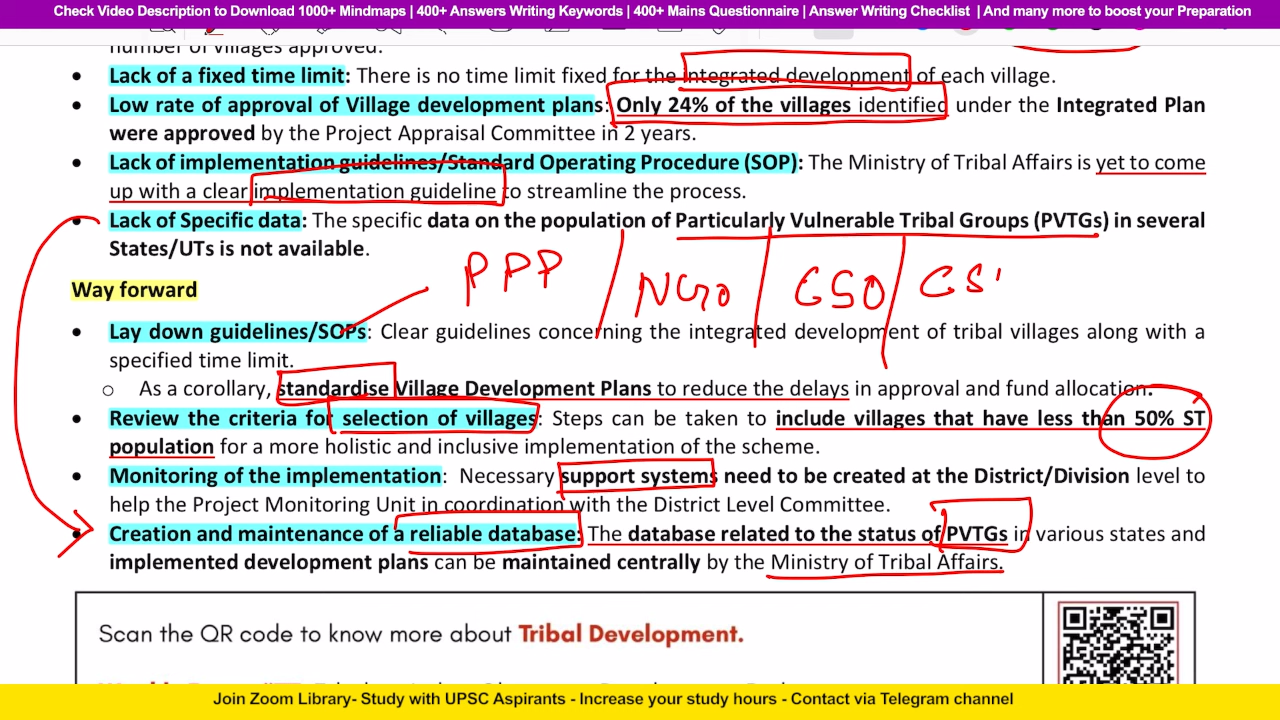 Check Video Description to Download 1000+ Mindmaps | 400+ Answers Writing Keywords | 400+ Mains Questionnaire | Answer Writing Checklist | And many more to boost your Preparation
number of villages approved.
• Lack of a fixed time limit: There is no time limit fixed for the integrated development of each village.
• Low rate of approval of Village development plans: Only 24% of the villages identified under the Integrated Plan
were approved by the Project Appraisal Committee in 2 years.
• Lack of implementation guidelines/Standard Operating Procedure (SOP): The Ministry of Tribal Affairs is yet to come
up with a clear implementation guideline to streamline the process.
• Lack of Specific data: The specific data on the population of Particularly Vulnerable Tribal Groups (PVTGs) in several
States/UTs is not available.
PPP NGO CSO
Way forward
• Lay down guidelines/SOPs: Clear guidelines concerning the integrated development of tribal villages along with a
specified time limit.
o As a corollary, standardise Village Development Plans to reduce the delays in approval and fund allocation.
• Review the criteria for selection of villages: Steps can be taken to include villages that have less than 50% ST
population for a more holistic and inclusive implementation of the scheme.
• Monitoring of the implementation: Necessary support systems need to be created at the District/Division level to
help the Project Monitoring Unit in coordination with the District Level Committee.
• Creation and maintenance of a reliable database: The database related to the status of PVTGs in various states and
implemented development plans can be maintained centrally by the Ministry of Tribal Affairs.
Scan the QR code to know more about Tribal Development.
Join Zoom Library- Study with UPSC Aspirants - Increase your study hours - Contact via Telegram channel